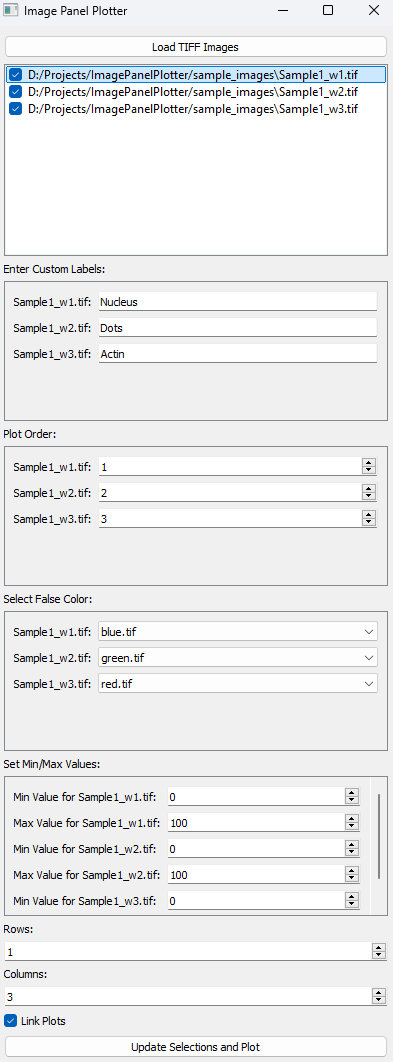 Image Panel Plotter
Load TIFF Images
D:/Projects/ImagePanelPlotter/sample_images\Sample1_w1.tif
D:/Projects/ImagePanelPlotter/sample_images\Sample1_w2.tif
D:/Projects/ImagePanelPlotter/sample_images\Sample1_w3.tif
Enter Custom Labels:
Sample1_w1.tif: Nucleus
Sample1_w2.tif: Dots
Sample1_w3.tif: Actin
Plot Order:
Sample1_w1.tif: 1
Sample1_w2.tif: 2
Sample1_w3.tif: 3
Select False Color:
Sample1_w1.tif: blue.tif
Sample1_w2.tif: green.tif
Sample1_w3.tif: red.tif
Set Min/Max Values:
Min Value for Sample1_w1.tif: 0
Max Value for Sample1_w1.tif: 100
Min Value for Sample1_w2.tif: 0
Max Value for Sample1_w2.tif: 100
Min Value for Sample1_w3.tif: 0
Rows:
1
Columns:
3
Link Plots
Update Selections and Plot